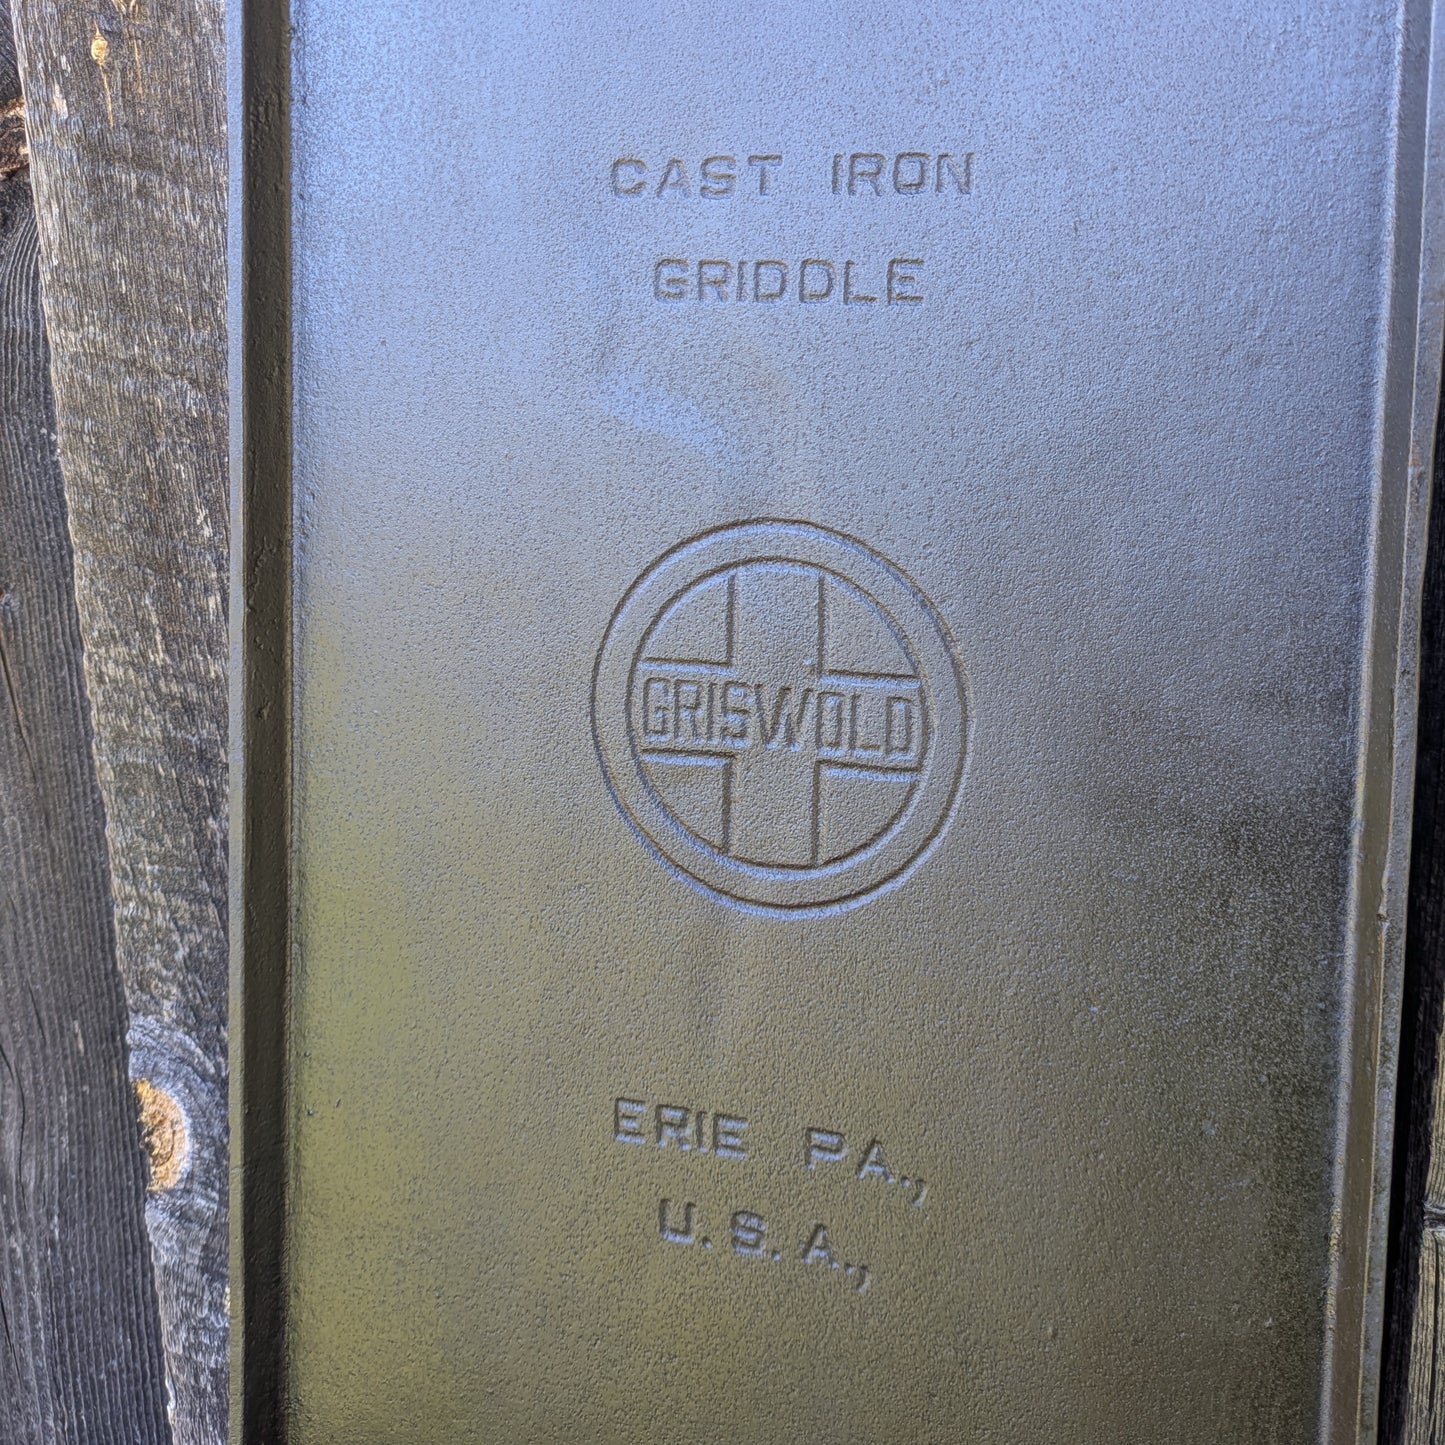 CAST IRON
GRIDDLE
GRISWOLD
ERIE PA.,
U.S.A.,